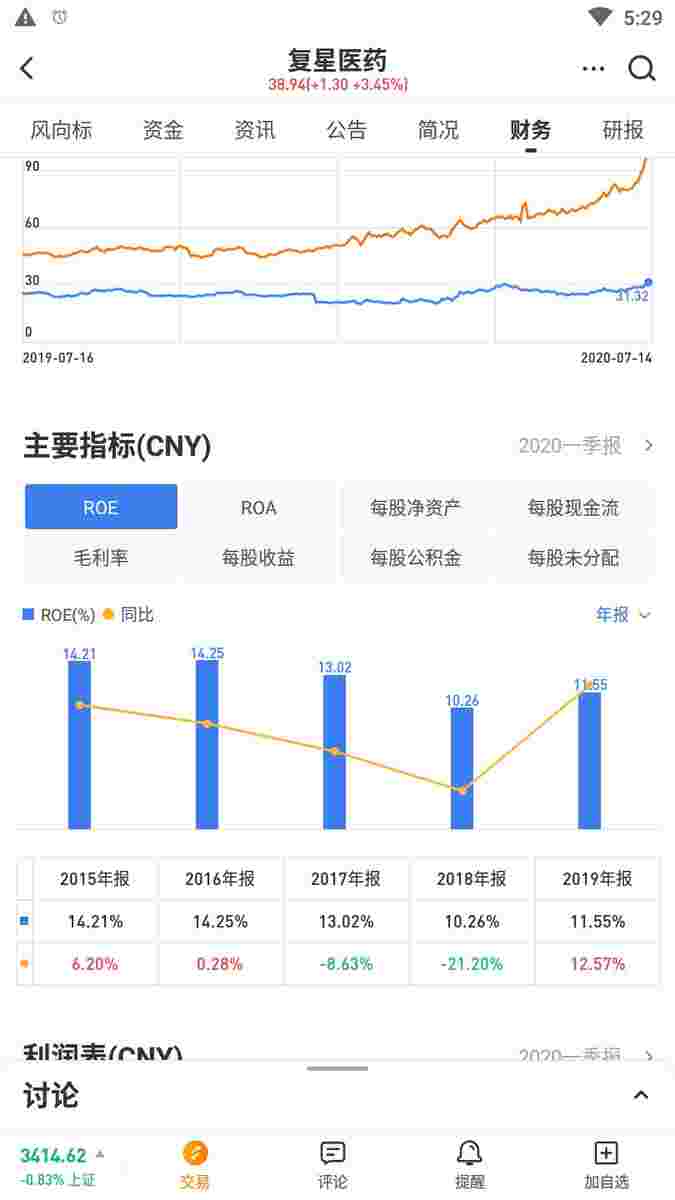 5:29
复星医药
38.94(+1.30 +3.45%)
风向标 资金 资讯 公告 简况 财务 研报
90
60
30
31.32
0
2019-07-16 2020-07-14
主要指标(CNY) 2020一季报
ROE ROA 每股净资产 每股现金流
毛利率 每股收益 每股公积金 每股未分配
ROE(%) 同比 年报
14.21 14.25 13.02 10.26 11.55
2015年报 2016年报 2017年报 2018年报 2019年报
14.21% 14.25% 13.02% 10.26% 11.55%
6.20% 0.28% -8.63% -21.20% 12.57%
利润表(CNY) 2020一季报
讨论
3414.62
-0.83% 上证
交易 评论 提醒 加自选